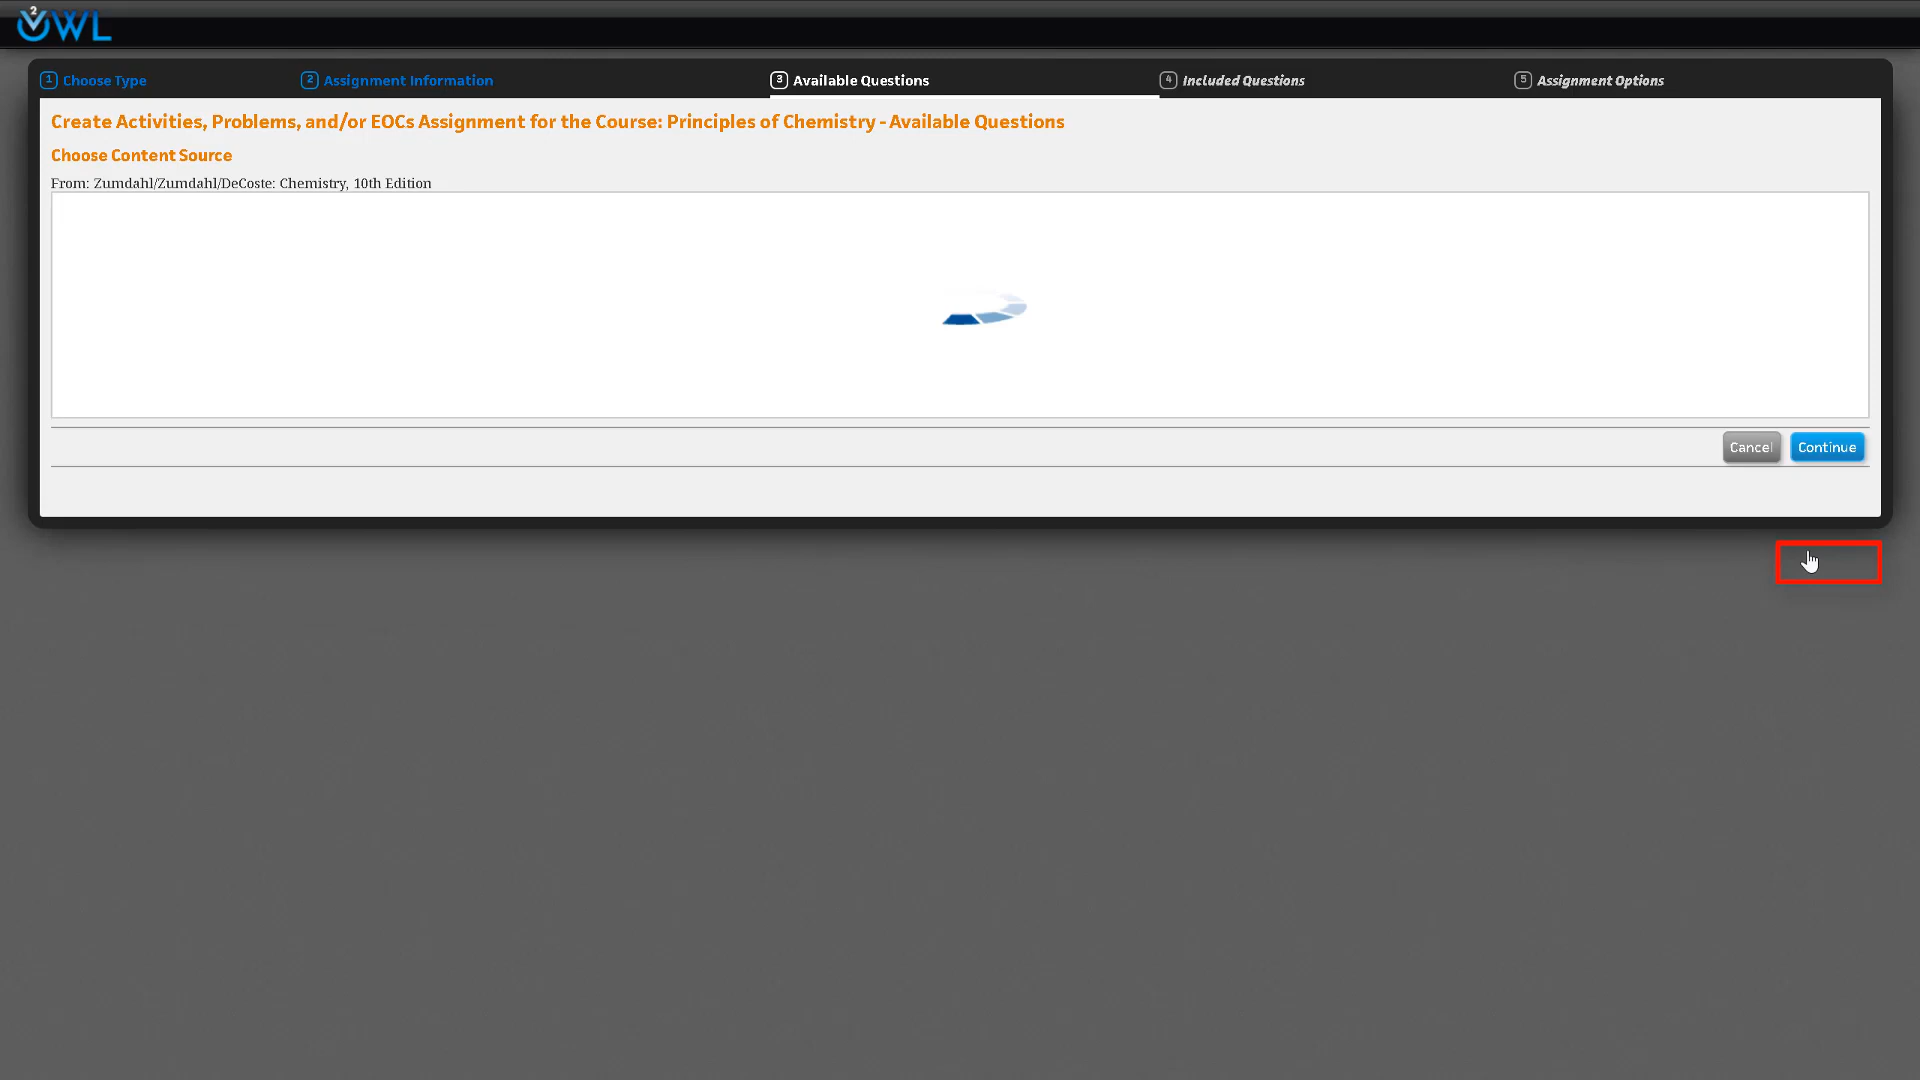 OWL2
1 Choose Type
2 Assignment Information
3 Available Questions
4 Included Questions
5 Assignment Options
Create Activities, Problems, and/or EOCs Assignment for the Course: Principles of Chemistry - Available Questions
Choose Content Source
From: Zumdahl/Zumdahl/DeCoste: Chemistry, 10th Edition
Cancel
Continue